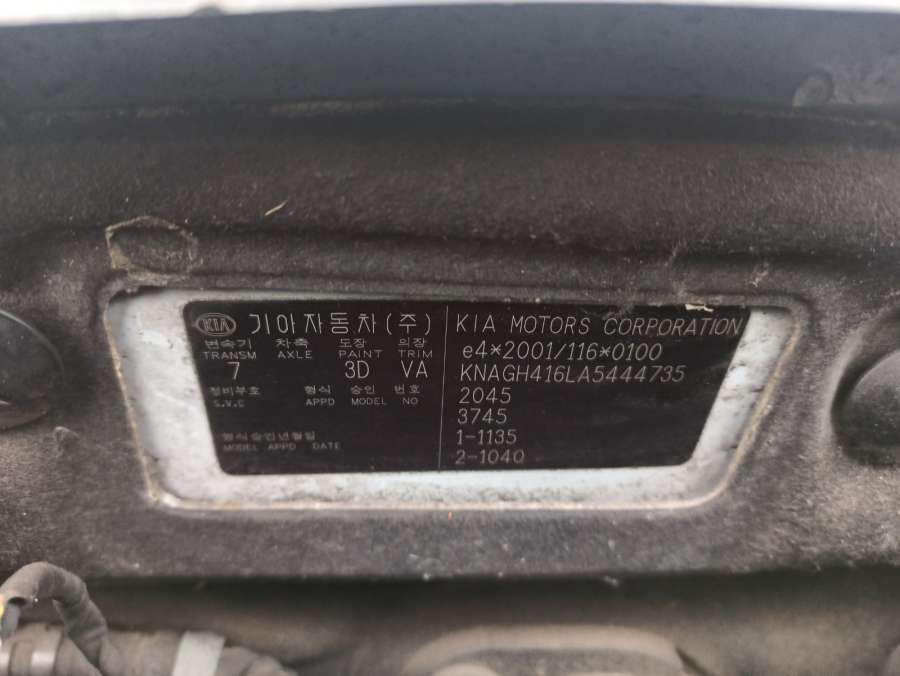 KIA 기아자동차(주)
변속기 차축 도장 의장
TRANSM AXLE PAINT TRIM
7 3D VA
정비부호 형식 승인 번호
S.V.C APPD MODEL NO
형식승인년월일
MODEL APPD DATE
KIA MOTORS CORPORATION
e4*2001/116*0100
KNAGH416LA5444735
2045
3745
1-1135
2-1040